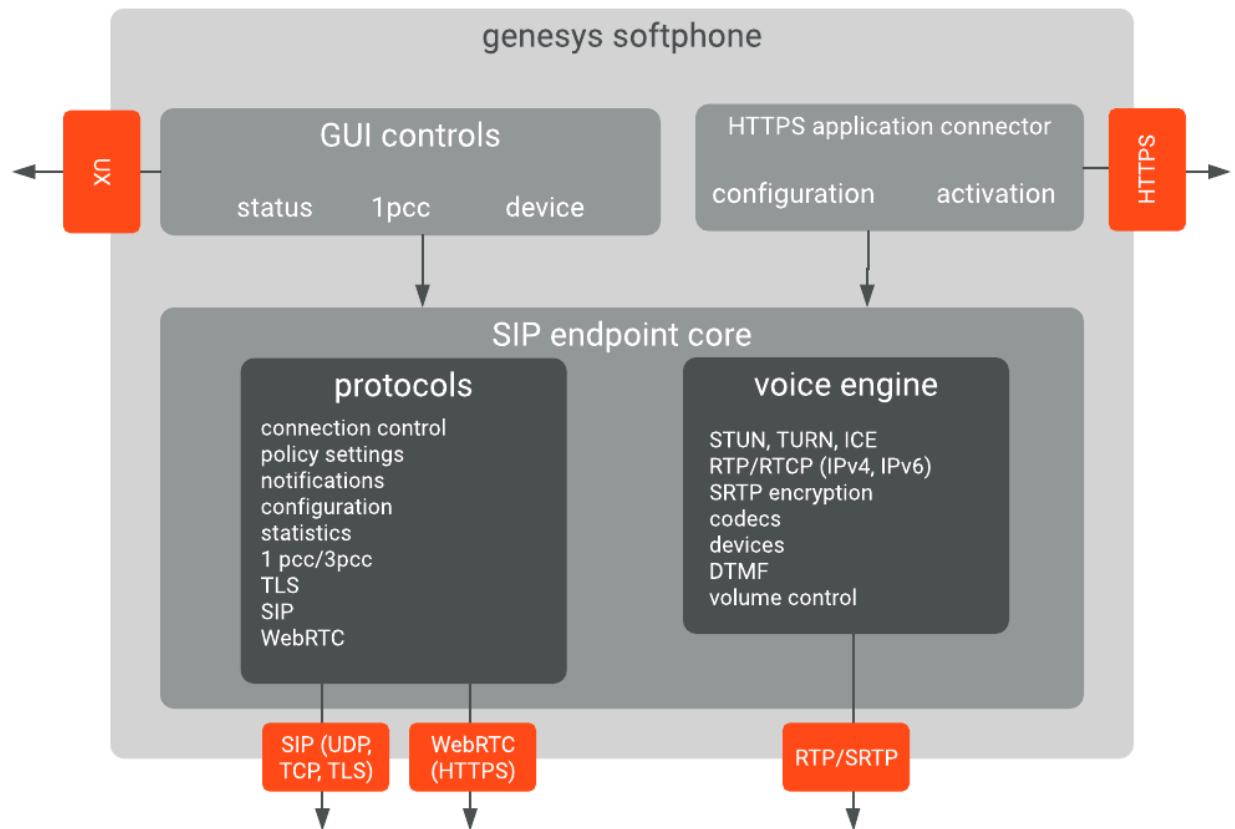 genesys softphone
GUI controls
status 1pcc device
UX
HTTPS application connector
configuration activation
HTTPS
SIP endpoint core
protocols
connection control
policy settings
notifications
configuration
statistics
1 pcc/3pcc
TLS
SIP
WebRTC
voice engine
STUN, TURN, ICE
RTP/RTCP (IPv4, IPv6)
SRTP encryption
codecs
devices
DTMF
volume control
SIP (UDP,
TCP, TLS)
WebRTC
(HTTPS)
RTP/SRTP